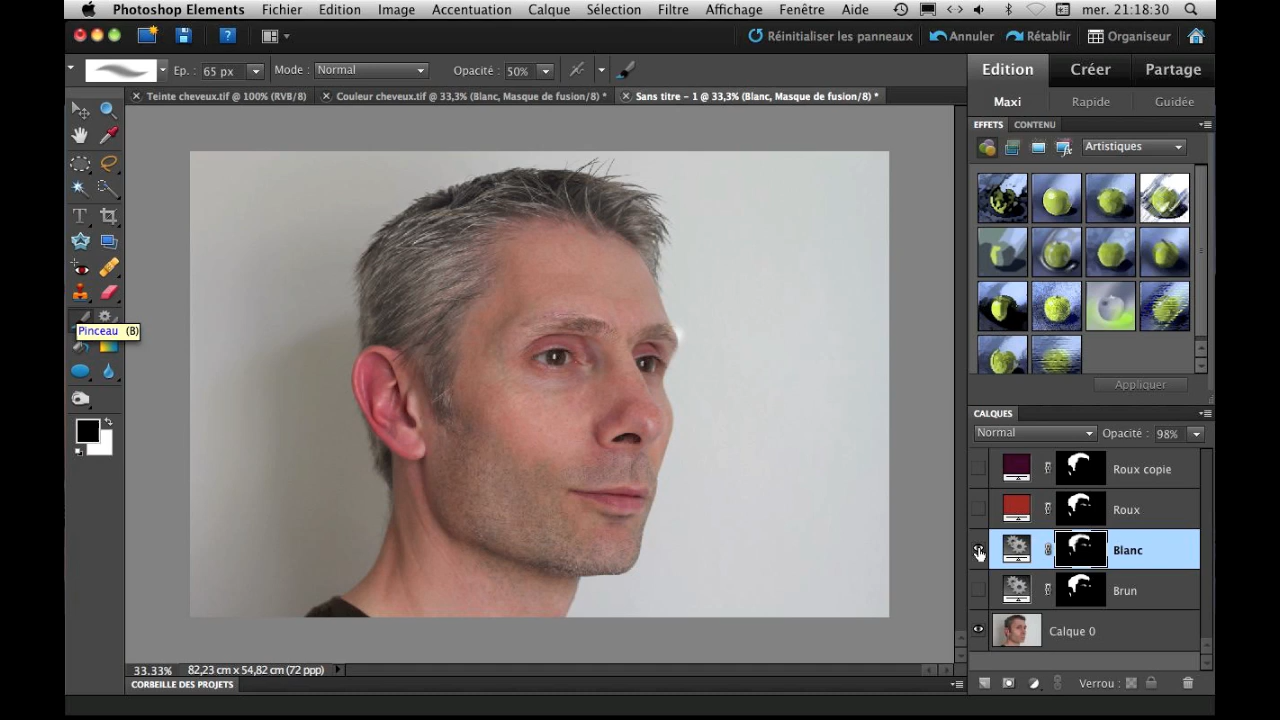 Photoshop Elements Fichier Edition Image Accentuation Calque Sélection Filtre Affichage Fenêtre Aide mer. 21:18:30
? Réinitialiser les panneaux Annuler Rétablir Organiseur
Ep. : 65 px Mode : Normal Opacité : 50% Edition Créer Partage
Teinte cheveux.tif @ 100% (RVB/8) Couleur cheveux.tif @ 33,3% (Blanc, Masque de fusion/8) * Sans titre – 1 @ 33,3% (Blanc, Masque de fusion/8) * Maxi Rapide Guidée
EFFETS CONTENU
Artistiques
T
Pinceau (B)
Appliquer
CALQUES
Normal Opacité : 98%
Roux copie
Roux
Blanc
Brun
Calque 0
33.33% 82,23 cm x 54,82 cm (72 ppp)
CORBEILLE DES PROJETS Verrou :